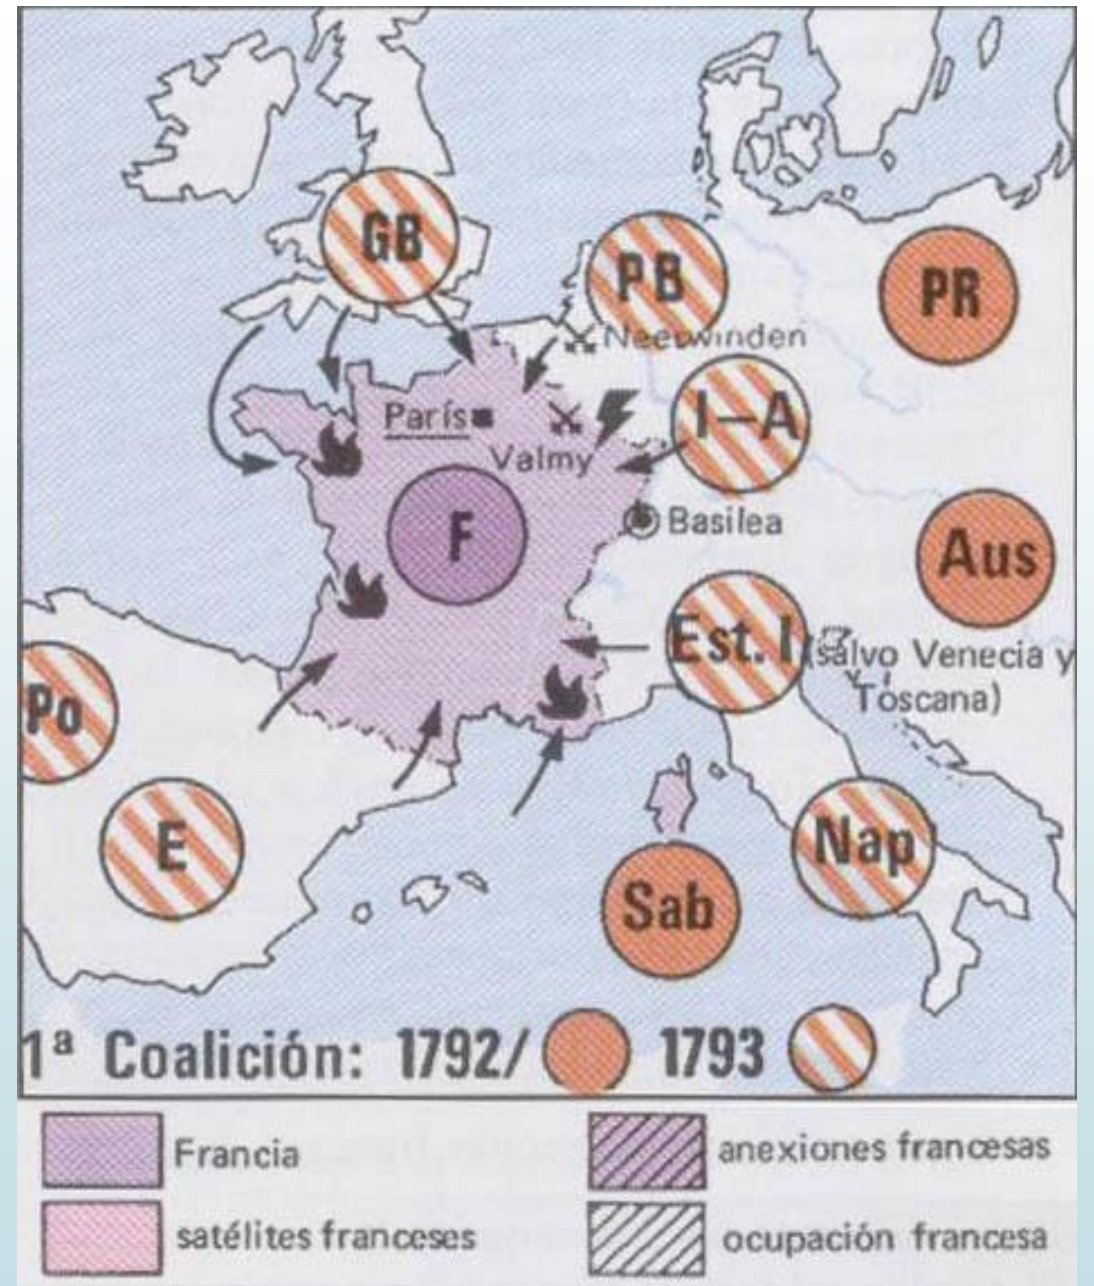 GB
PB
PR
Neerwinden
I-A
París
Valmy
F
Basilea
Aus
Est. I (salvo Venecia y
Toscana)
Po
E
Nap
Sab
1ª Coalición: 1792/ 1793
Francia
anexiones francesas
satélites franceses
ocupación francesa